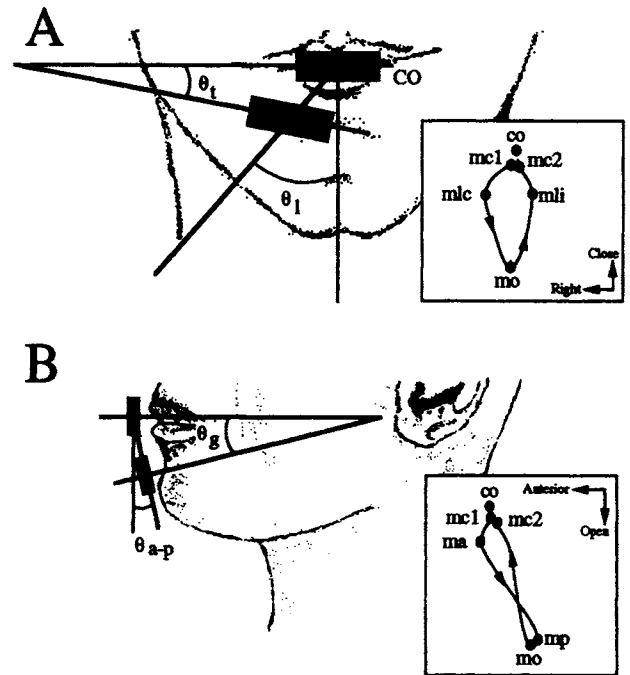 A
CO
θt
θl
co
mc1 mc2
mlc mli
mo
Close
Right
B
θg
θa-p
co
Anterior
mc1 mc2
ma
Open
mp
mo